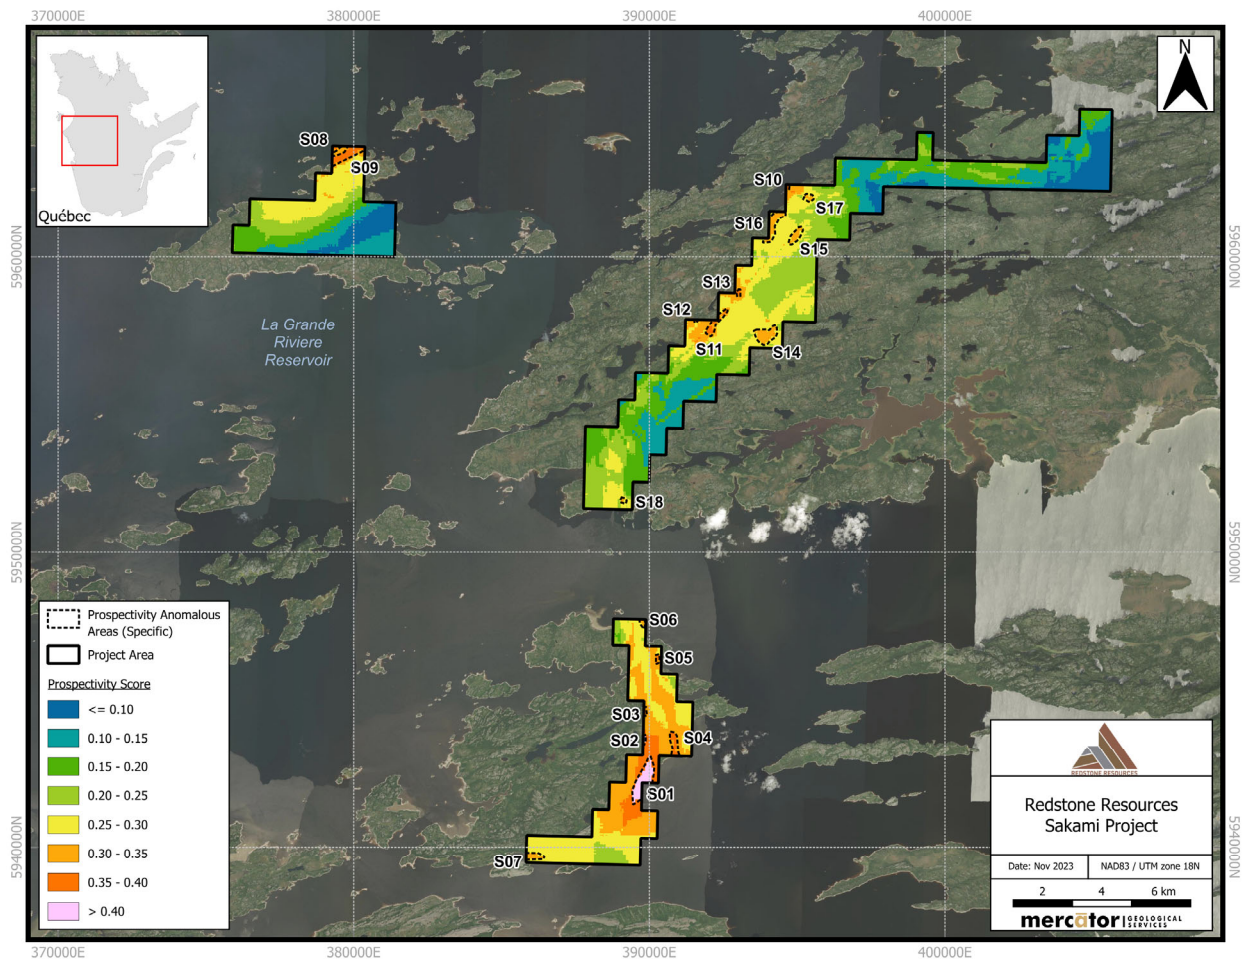 370000E
380000E
390000E
400000E
N
Québec
S08
S09
S10
S17
S16
S15
S13
S12
S11
S14
S18
5960000N
5960000N
La Grande
Riviere
Reservoir
5950000N
5950000N
S06
S05
S03
S02
S04
S01
S07
5940000N
5940000N
Prospectivity Anomalous
Areas (Specific)
Project Area
Prospectivity Score
<= 0.10
0.10 - 0.15
0.15 - 0.20
0.20 - 0.25
0.25 - 0.30
0.30 - 0.35
0.35 - 0.40
> 0.40
REDSTONE RESOURCES
Redstone Resources
Sakami Project
Date: Nov 2023
NAD83 / UTM zone 18N
2 4 6 km
mercator GEOLOGICAL
SERVICES
370000E
380000E
390000E
400000E